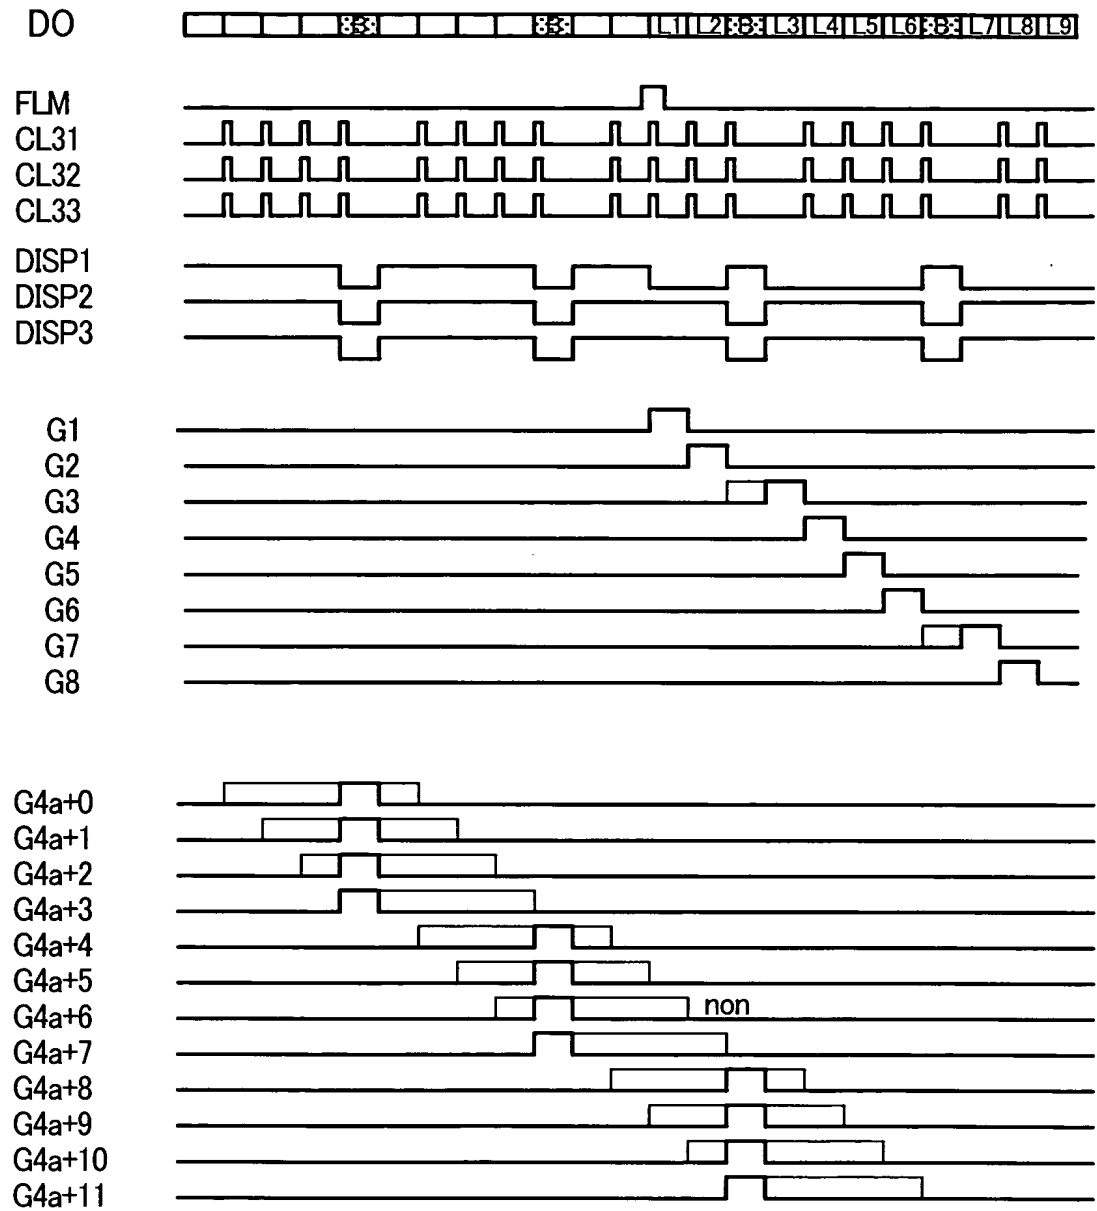 DO B B L1 L2 B L3 L4 L5 L6 B L7 L8 L9
FLM
CL31
CL32
CL33
DISP1
DISP2
DISP3
G1
G2
G3
G4
G5
G6
G7
G8
G4a+0
G4a+1
G4a+2
G4a+3
G4a+4
G4a+5
G4a+6 non
G4a+7
G4a+8
G4a+9
G4a+10
G4a+11